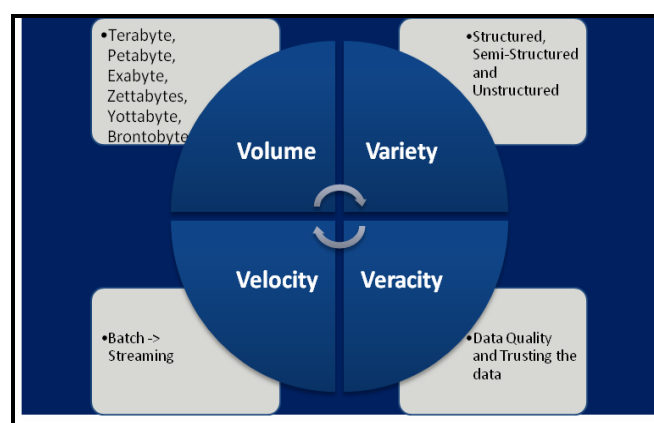 •Terabyte,
Petabyte,
Exabyte,
Zettabytes,
Yottabyte,
Brontobyte
•Structured,
Semi-Structured
and
Unstructured
Volume
Variety
Velocity
Veracity
•Batch ->
Streaming
•Data Quality
and Trusting the
data